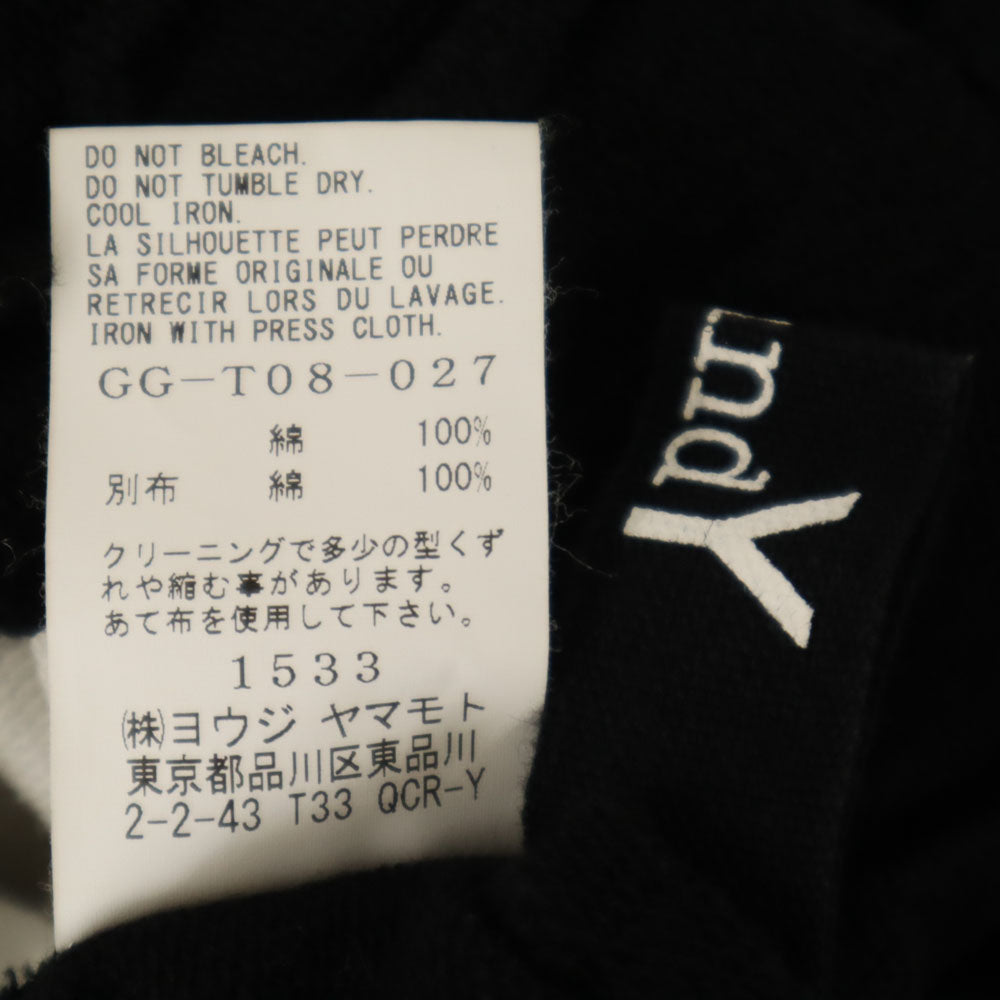 DO NOT BLEACH.
DO NOT TUMBLE DRY.
COOL IRON.
LA SILHOUETTE PEUT PERDRE
SA FORME ORIGINALE OU
RETRECIR LORS DU LAVAGE.
IRON WITH PRESS CLOTH.
GG-T08-027
綿 100%
別布 綿 100%
クリーニングで多少の型くず
れや縮む事があります。
あて布を使用して下さい。
1533
㈱ヨウジ ヤマモト
東京都品川区東品川
2-2-43 T33 QCR-Y